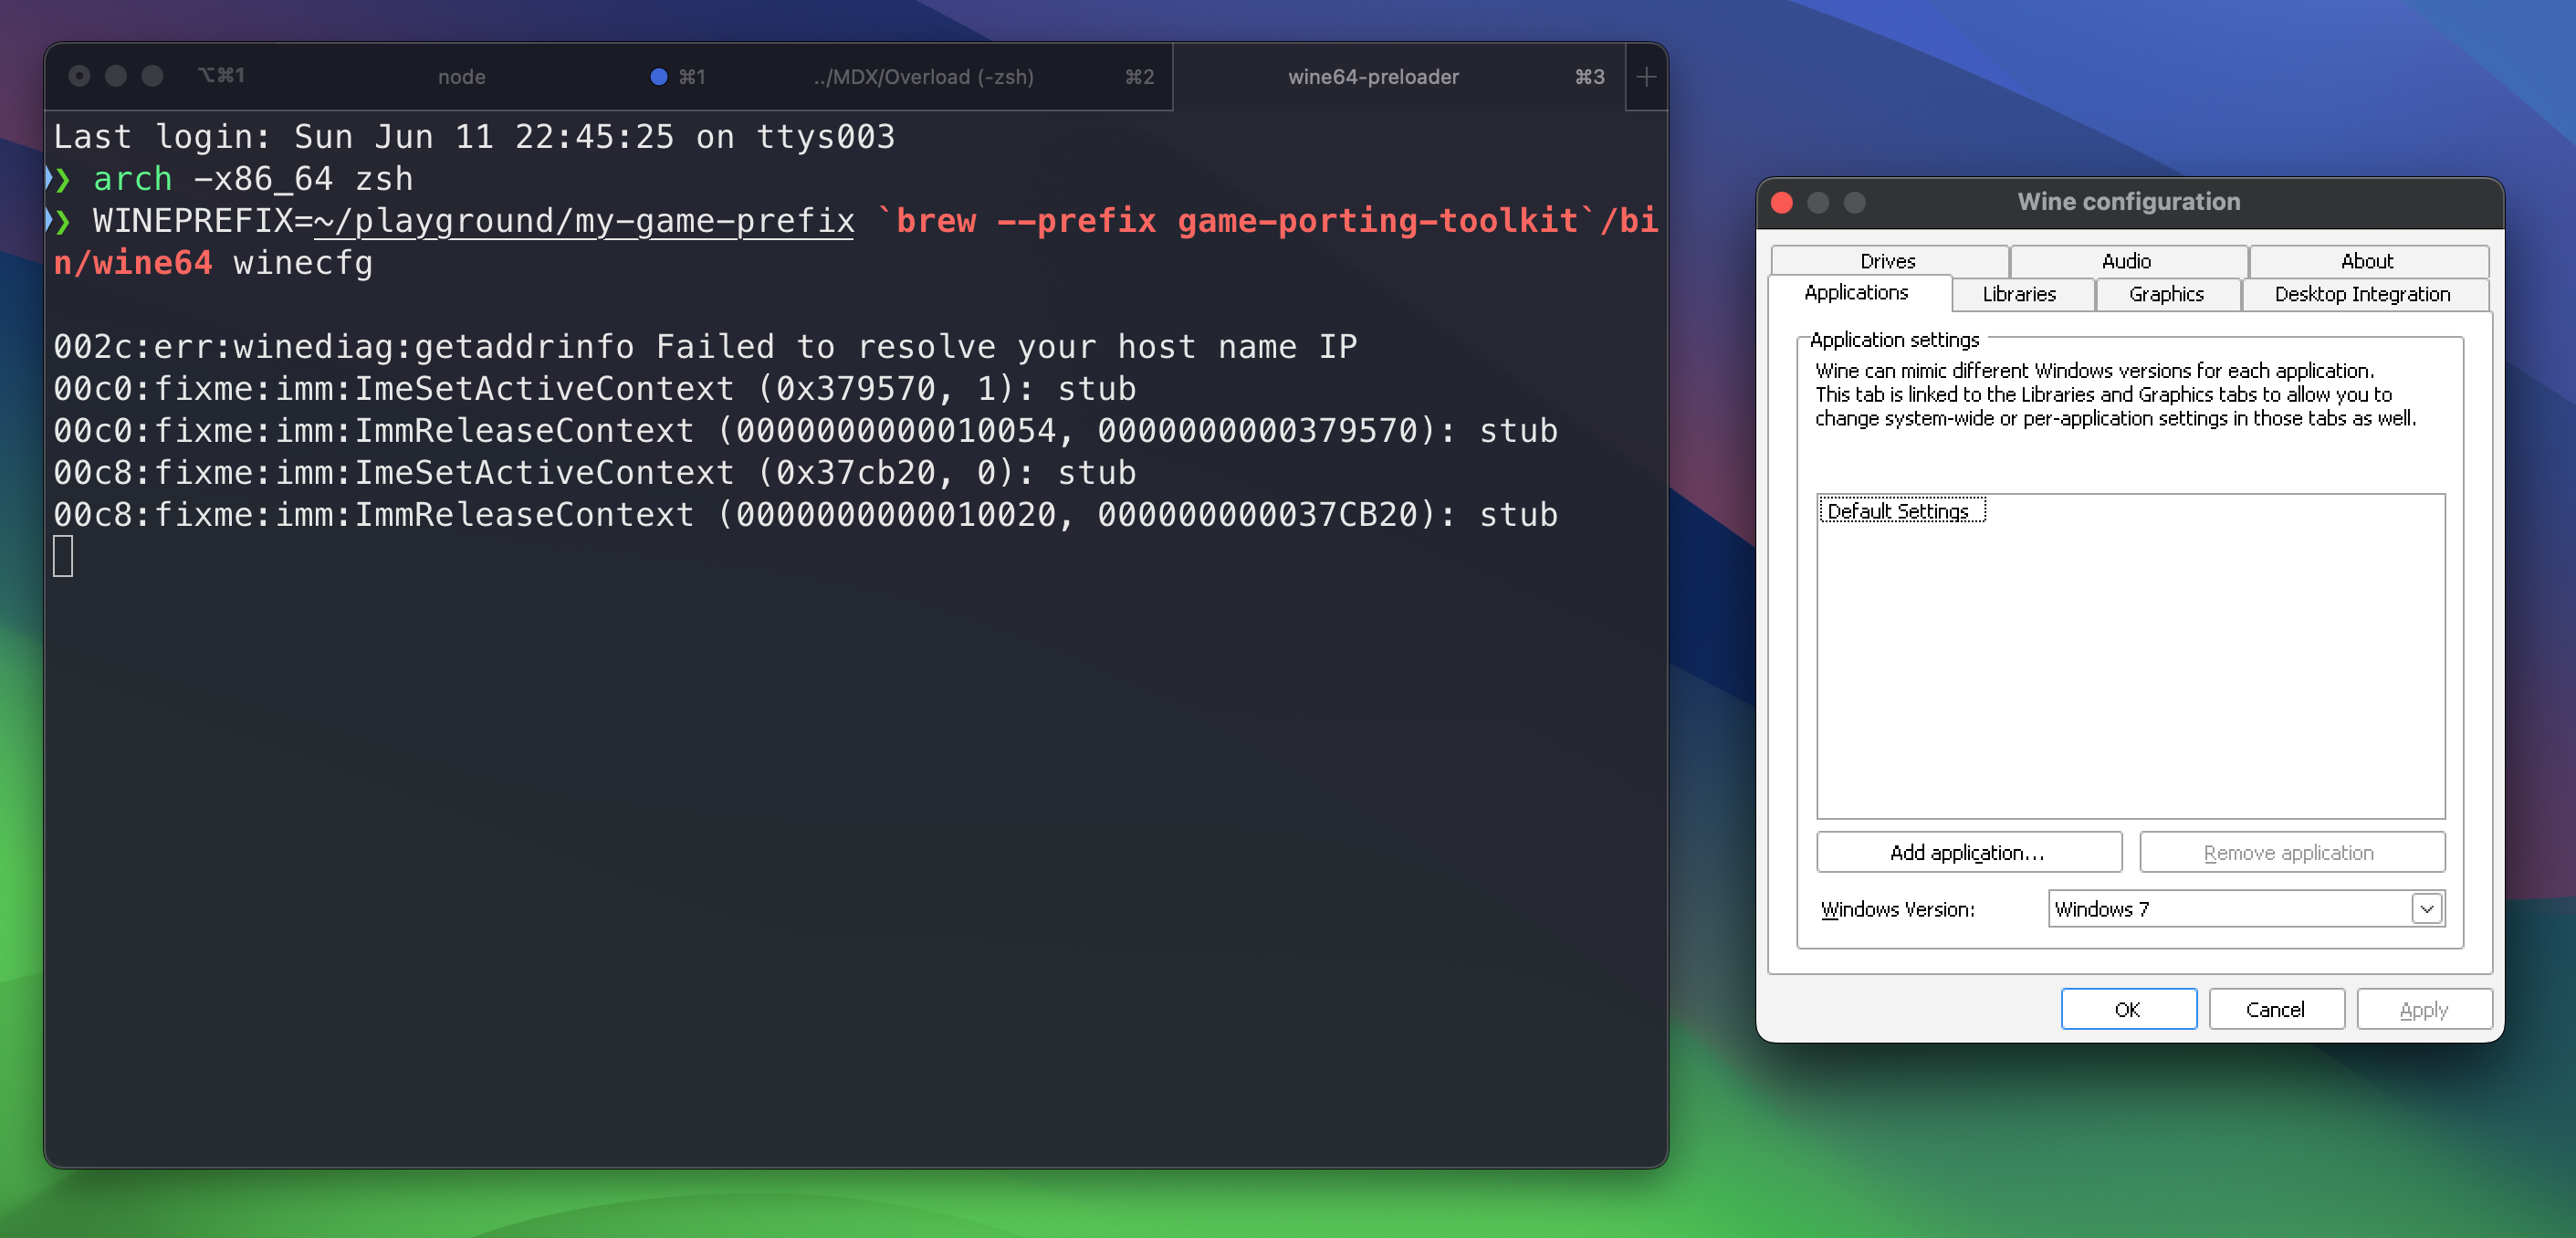 ⌥⌘1 node ⌘1 ../MDX/Overload (-zsh) ⌘2 wine64-preloader ⌘3
Last login: Sun Jun 11 22:45:25 on ttys003
❯ arch -x86_64 zsh
❯ WINEPREFIX=~/playground/my-game-prefix `brew --prefix game-porting-toolkit`/bi
n/wine64 winecfg
002c:err:winediag:getaddrinfo Failed to resolve your host name IP
00c0:fixme:imm:ImeSetActiveContext (0x379570, 1): stub
00c0:fixme:imm:ImmReleaseContext (0000000000010054, 0000000000379570): stub
00c8:fixme:imm:ImeSetActiveContext (0x37cb20, 0): stub
00c8:fixme:imm:ImmReleaseContext (0000000000010020, 000000000037CB20): stub
Wine configuration
Drives Audio About
Applications Libraries Graphics Desktop Integration
Application settings
Wine can mimic different Windows versions for each application.
This tab is linked to the Libraries and Graphics tabs to allow you to
change system-wide or per-application settings in those tabs as well.
Default Settings
Add application... Remove application
Windows Version: Windows 7
OK Cancel Apply